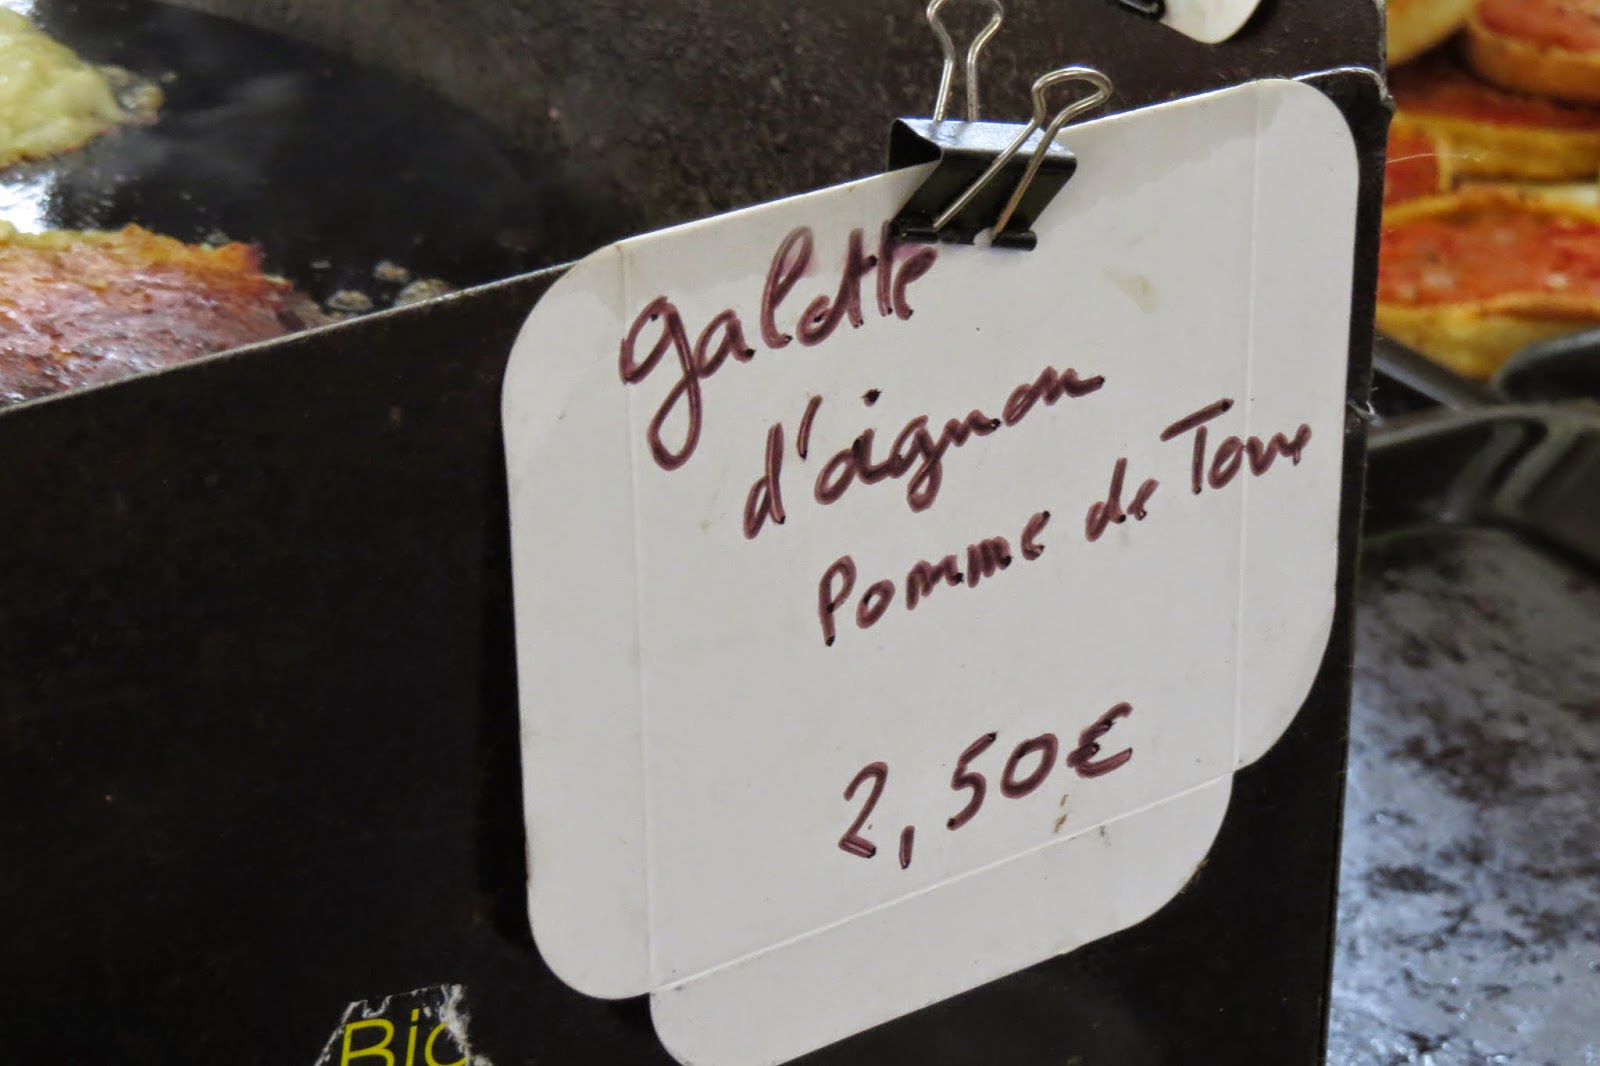 galette
d'oignon
Pomme de Terre
2,50€
Bio